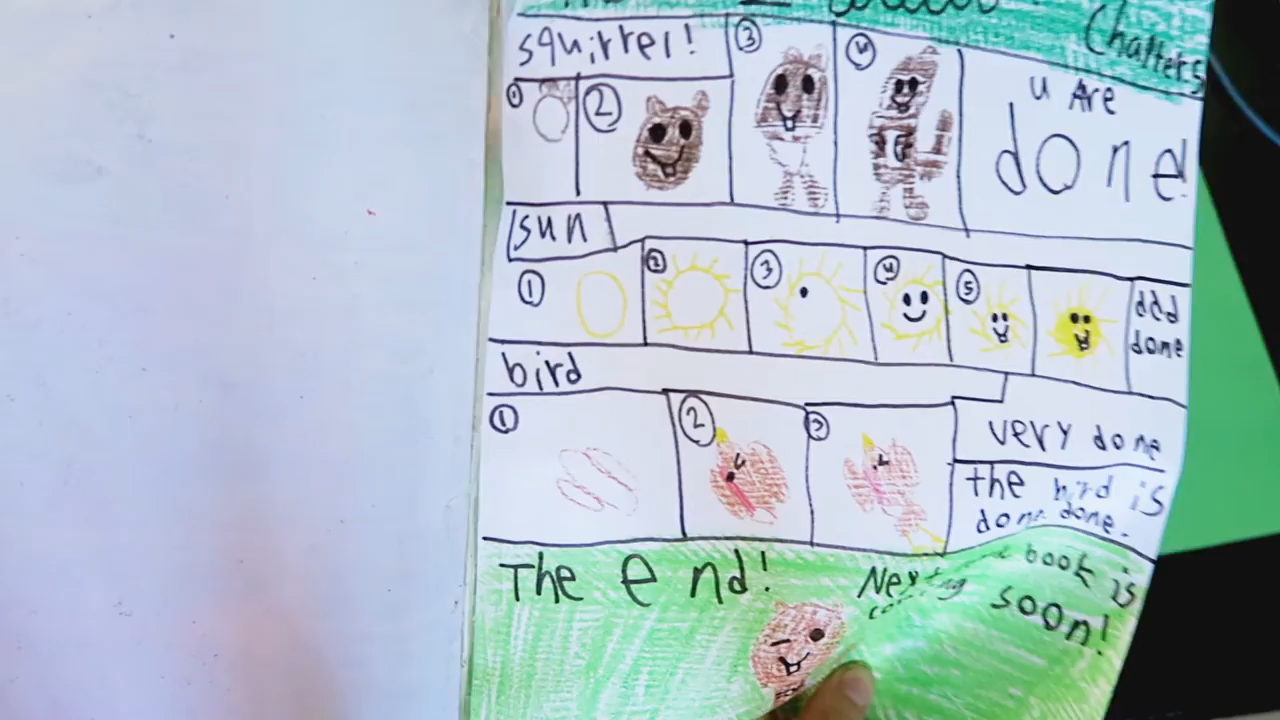 Chatters
squirrel!
① ② ③ ④
u Are
done!
sun
① ② ③ ④ ⑤
ddd
done
bird
① ② ③
very done
the bird is
done done.
The end!
book is
soon!